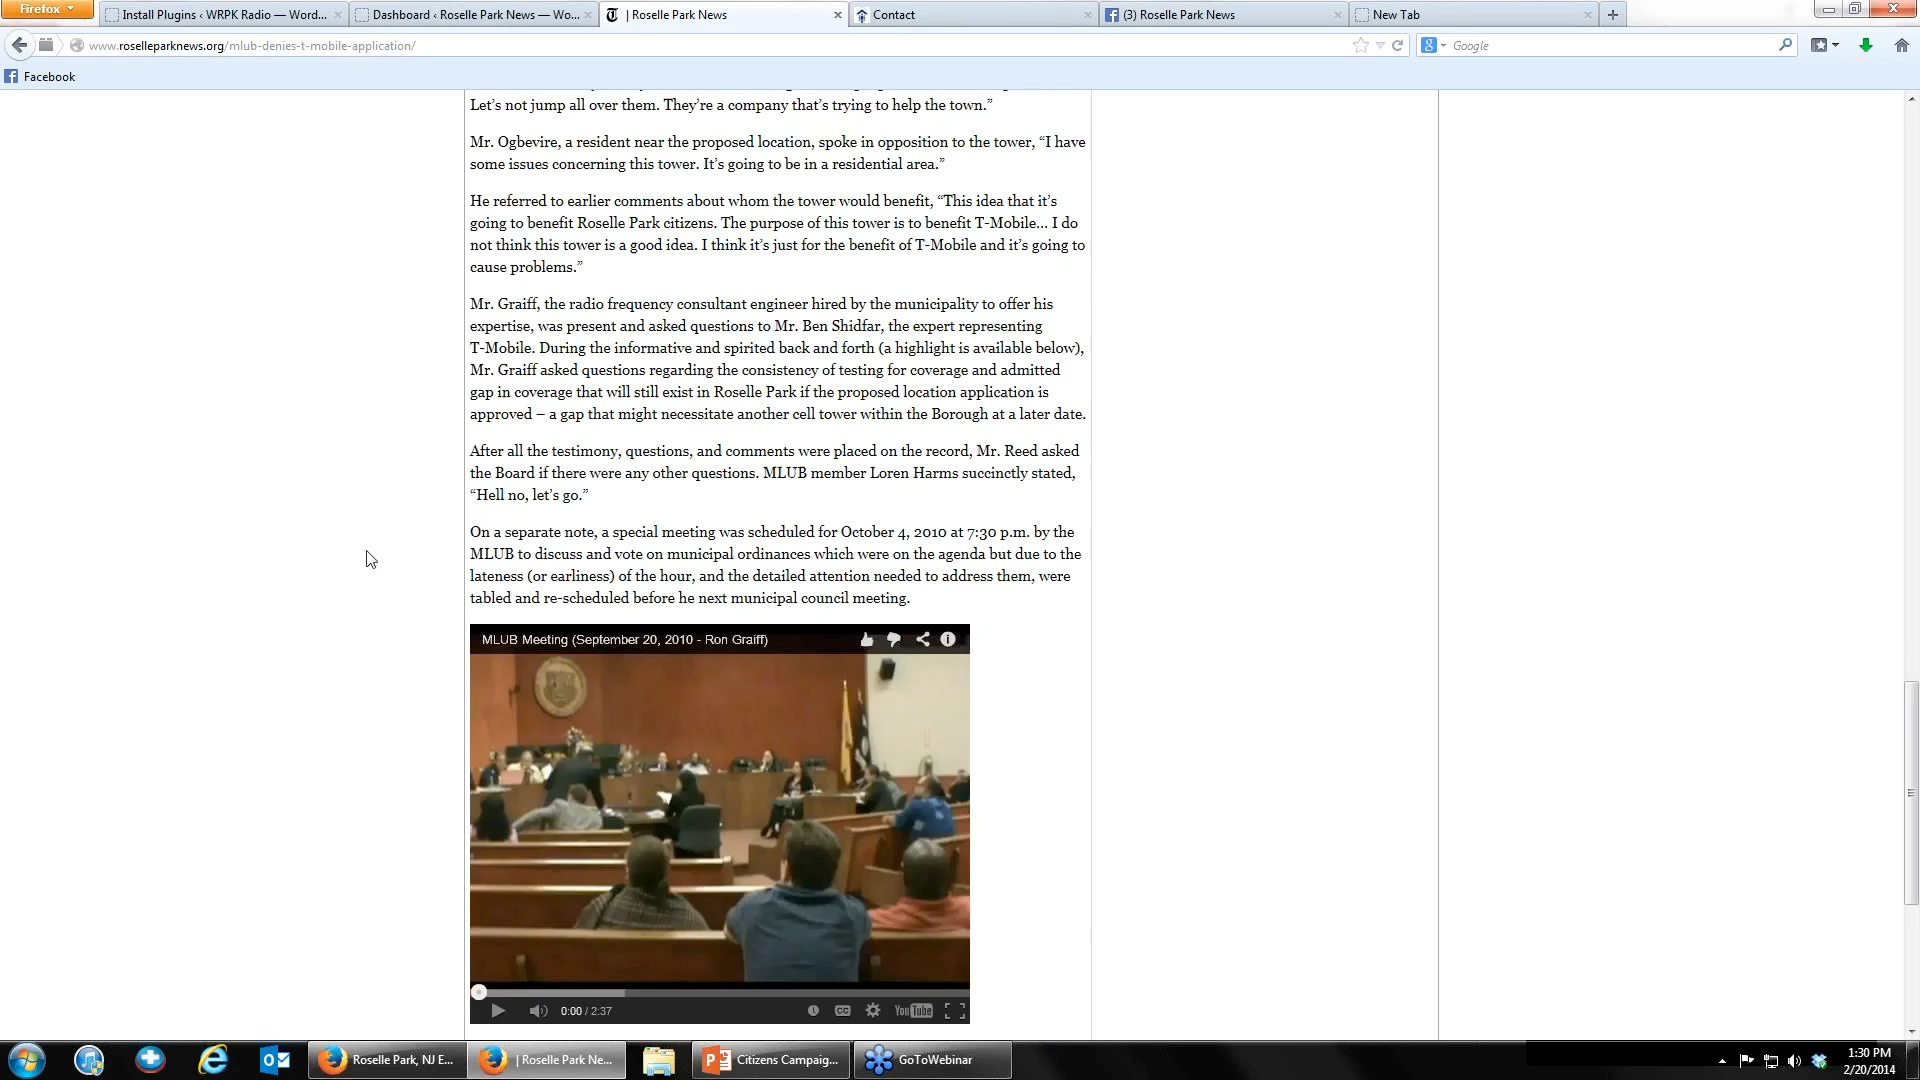 Firefox
Install Plugins ‹ WRPK Radio — Word...
Dashboard ‹ Roselle Park News — Wo...
| Roselle Park News
Contact
(3) Roselle Park News
New Tab
www.roselleparknews.org/mlub-denies-t-mobile-application/
Google
Facebook
Let’s not jump all over them. They’re a company that’s trying to help the town.”
Mr. Ogbevire, a resident near the proposed location, spoke in opposition to the tower, “I have
some issues concerning this tower. It’s going to be in a residential area.”
He referred to earlier comments about whom the tower would benefit, “This idea that it’s
going to benefit Roselle Park citizens. The purpose of this tower is to benefit T-Mobile… I do
not think this tower is a good idea. I think it’s just for the benefit of T-Mobile and it’s going to
cause problems.”
Mr. Graiff, the radio frequency consultant engineer hired by the municipality to offer his
expertise, was present and asked questions to Mr. Ben Shidfar, the expert representing
T-Mobile. During the informative and spirited back and forth (a highlight is available below),
Mr. Graiff asked questions regarding the consistency of testing for coverage and admitted
gap in coverage that will still exist in Roselle Park if the proposed location application is
approved – a gap that might necessitate another cell tower within the Borough at a later date.
After all the testimony, questions, and comments were placed on the record, Mr. Reed asked
the Board if there were any other questions. MLUB member Loren Harms succinctly stated,
“Hell no, let’s go.”
On a separate note, a special meeting was scheduled for October 4, 2010 at 7:30 p.m. by the
MLUB to discuss and vote on municipal ordinances which were on the agenda but due to the
lateness (or earliness) of the hour, and the detailed attention needed to address them, were
tabled and re-scheduled before he next municipal council meeting.
MLUB Meeting (September 20, 2010 - Ron Graiff)
0:00 / 2:37
CC
YouTube
Roselle Park, NJ E...
| Roselle Park Ne...
Citizens Campaig...
GoToWebinar
1:30 PM
2/20/2014